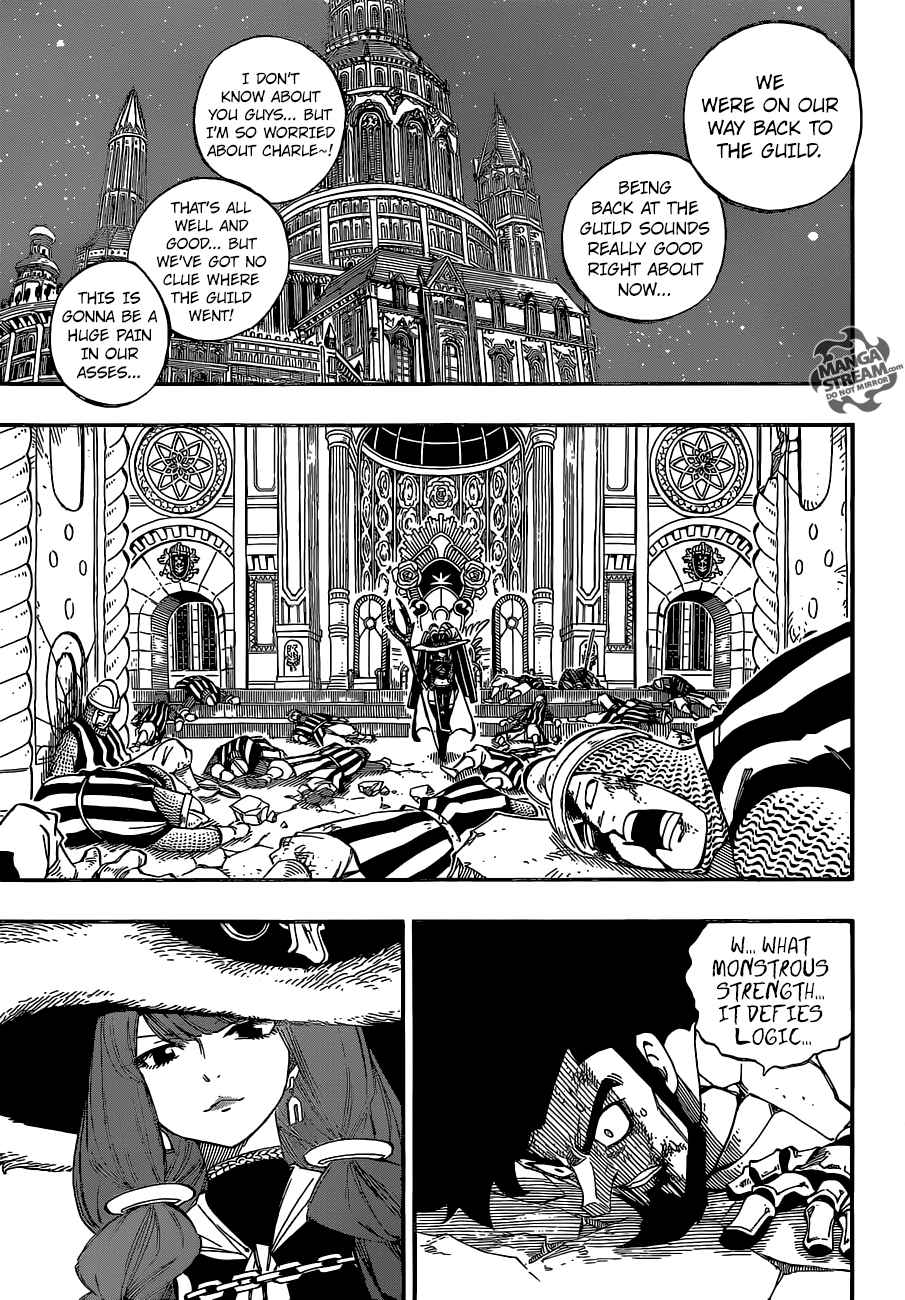 WE
WERE ON OUR
WAY BACK TO
THE GUILD.
BEING
BACK AT THE
GUILD SOUNDS
REALLY GOOD
RIGHT ABOUT
NOW...
I DON'T
KNOW ABOUT
YOU GUYS... BUT
I'M SO WORRIED
ABOUT CHARLE~!
THAT'S ALL
WELL AND
GOOD... BUT
WE'VE GOT NO
CLUE WHERE
THE GUILD
WENT!
THIS IS
GONNA BE A
HUGE PAIN
IN OUR
ASSES...
MANGA
STREAM.com
DO NOT MIRROR
W... WHAT
MONSTROUS
STRENGTH...
IT DEFIES
LOGIC...